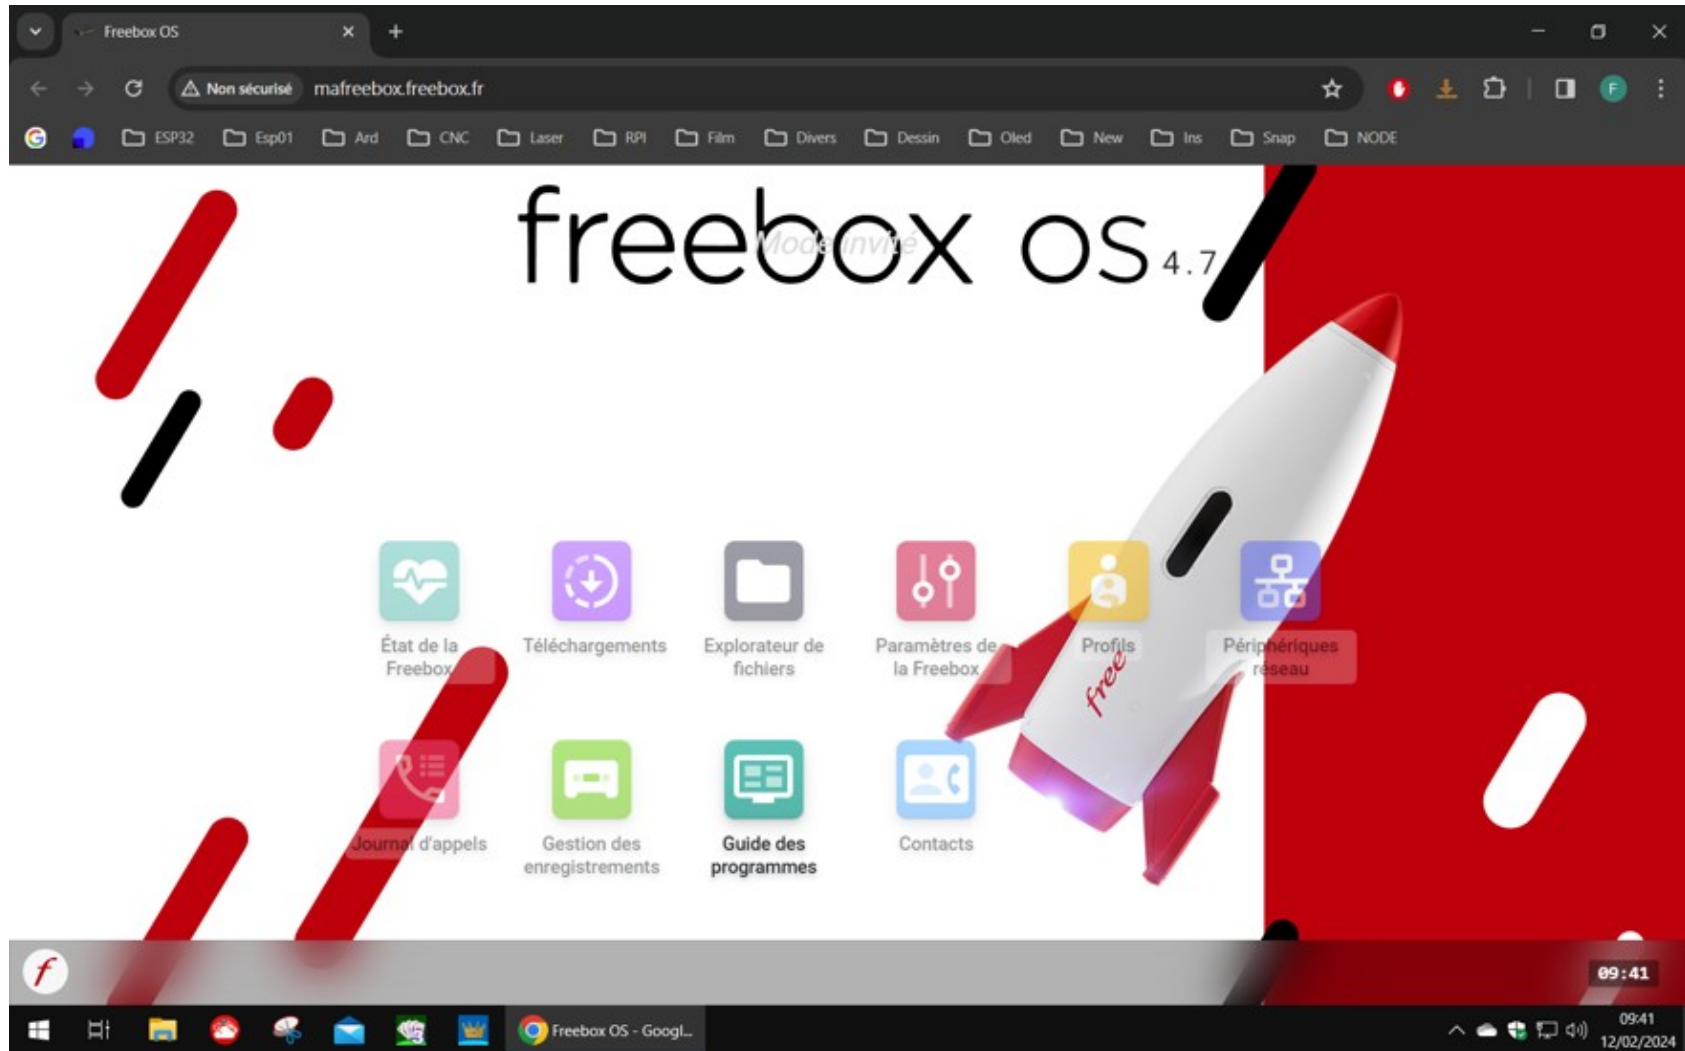 Freebox OS
Non sécurisé mafreebox.freebox.fr
ESP32 Esp01 Ard CNC Laser RPI Film Divers Dessin Oled New Ins Snap NODE
freebox os 4.7
Mode invité
État de la Freebox
Téléchargements
Explorateur de fichiers
Paramètres de la Freebox
Profils
Périphériques réseau
free
Journal d'appels
Gestion des enregistrements
Guide des programmes
Contacts
f
09:41
Freebox OS - Googl...
09:41
12/02/2024